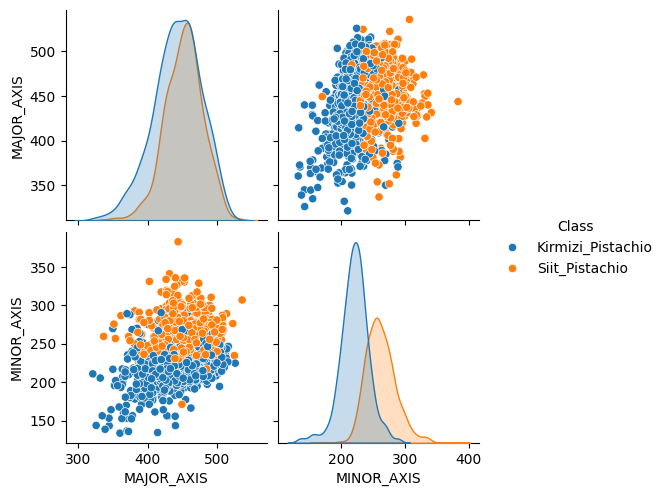 500
450
400
350
MAJOR_AXIS
350
300
250
200
150
MINOR_AXIS
300 400 500
MAJOR_AXIS
200 300 400
MINOR_AXIS
Class
Kirmizi_Pistachio
Siit_Pistachio